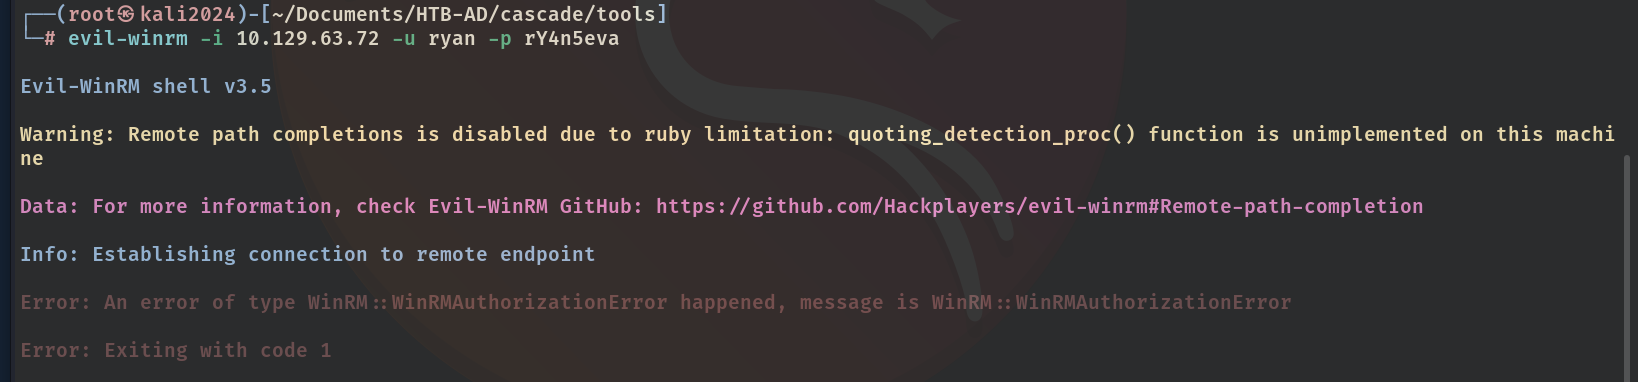 ┌──(root㉿kali2024)-[~/Documents/HTB-AD/cascade/tools]
└─# evil-winrm -i 10.129.63.72 -u ryan -p rY4n5eva
Evil-WinRM shell v3.5
Warning: Remote path completions is disabled due to ruby limitation: quoting_detection_proc() function is unimplemented on this machi
ne
Data: For more information, check Evil-WinRM GitHub: https://github.com/Hackplayers/evil-winrm#Remote-path-completion
Info: Establishing connection to remote endpoint
Error: An error of type WinRM::WinRMAuthorizationError happened, message is WinRM::WinRMAuthorizationError
Error: Exiting with code 1